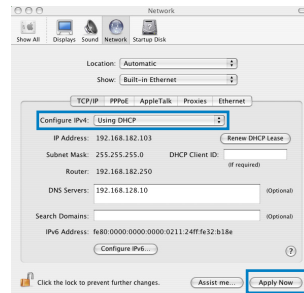 Network
Show All Displays Sound Network Startup Disk
Location: Automatic
Show: Built-in Ethernet
TCP/IP PPPoE AppleTalk Proxies Ethernet
Configure IPv4: Using DHCP
IP Address: 192.168.182.103 Renew DHCP Lease
Subnet Mask: 255.255.255.0 DHCP Client ID:
(If required)
Router: 192.168.182.250
DNS Servers: 192.168.128.10 (Optional)
Search Domains: (Optional)
IPv6 Address: fe80:0000:0000:0000:0211:24ff:fe32:b18e
Configure IPv6... ?
Click the lock to prevent further changes. Assist me... Apply Now